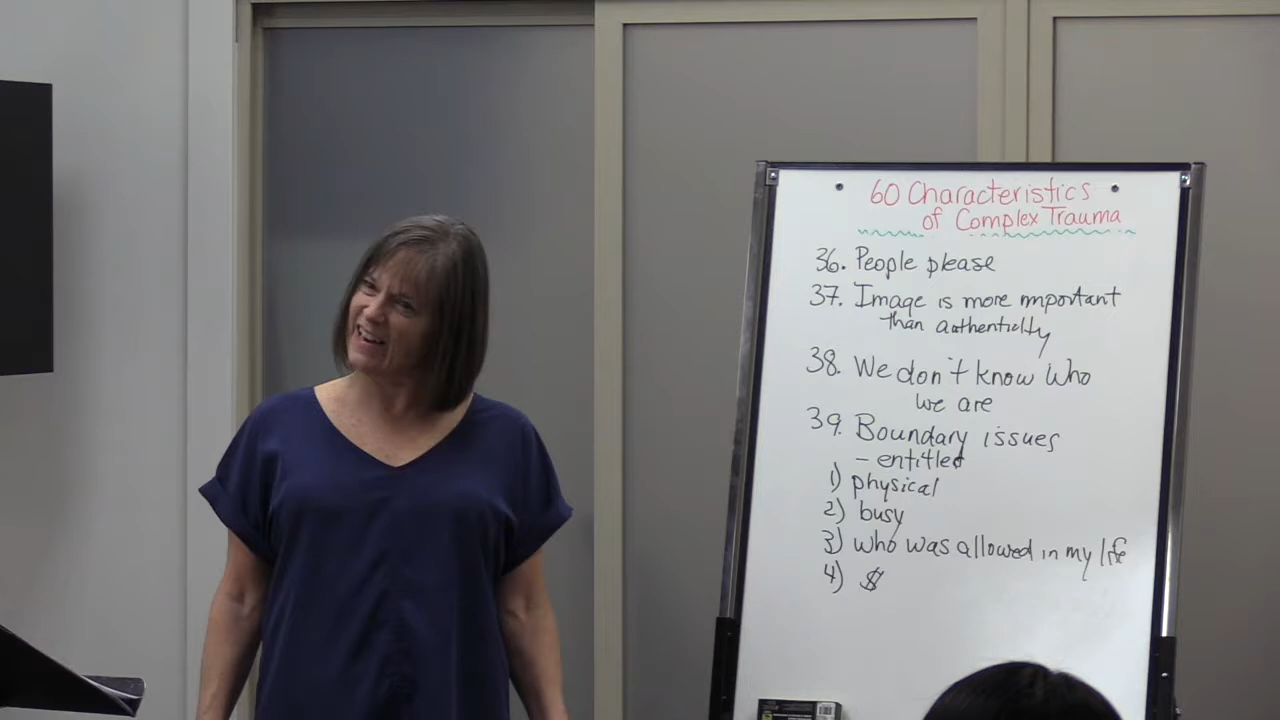 60 Characteristics
of Complex Trauma
36. People please
37. Image is more important
than authenticity
38. We don't know who
we are
39. Boundary issues
- entitled
1) physical
2) busy
3) who was allowed in my life
4) $